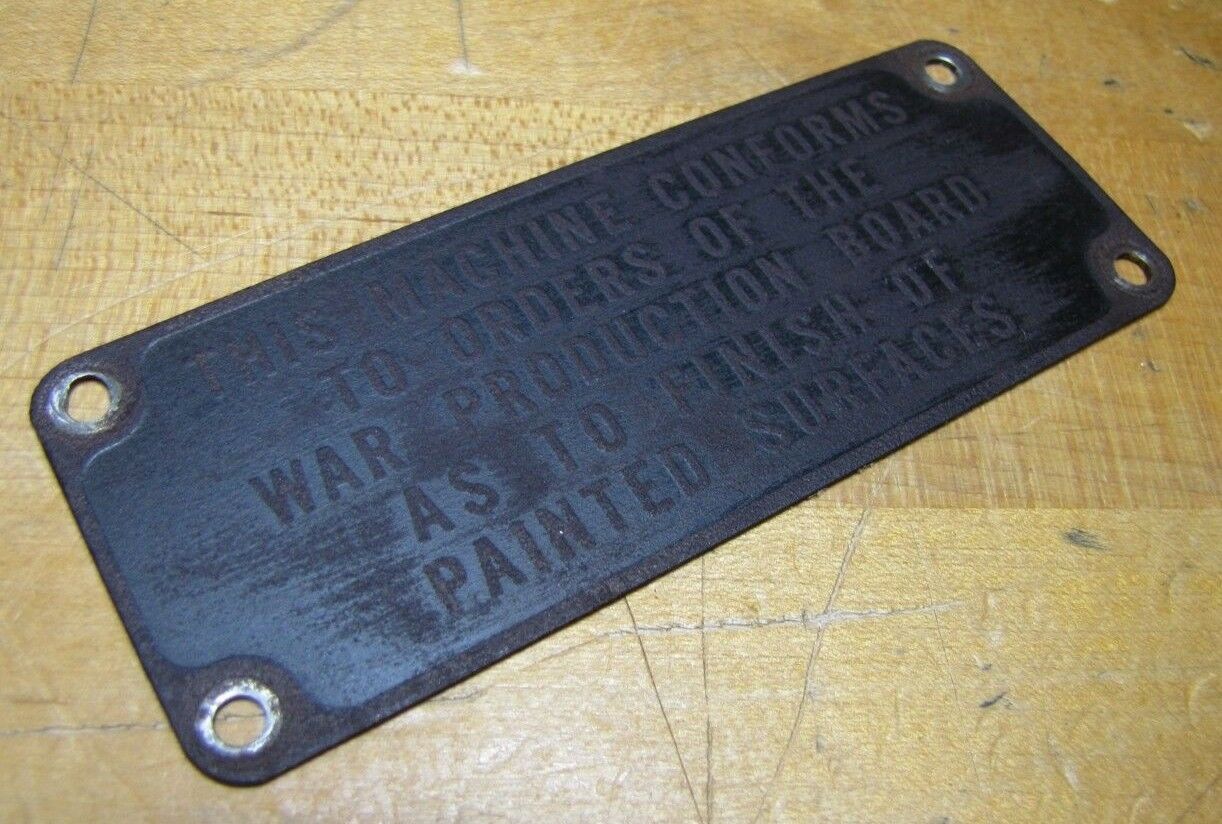 THIS MACHINE CONFORMS
TO ORDERS OF THE
WAR PRODUCTION BOARD
AS TO FINISH OF
PAINTED SURFACES